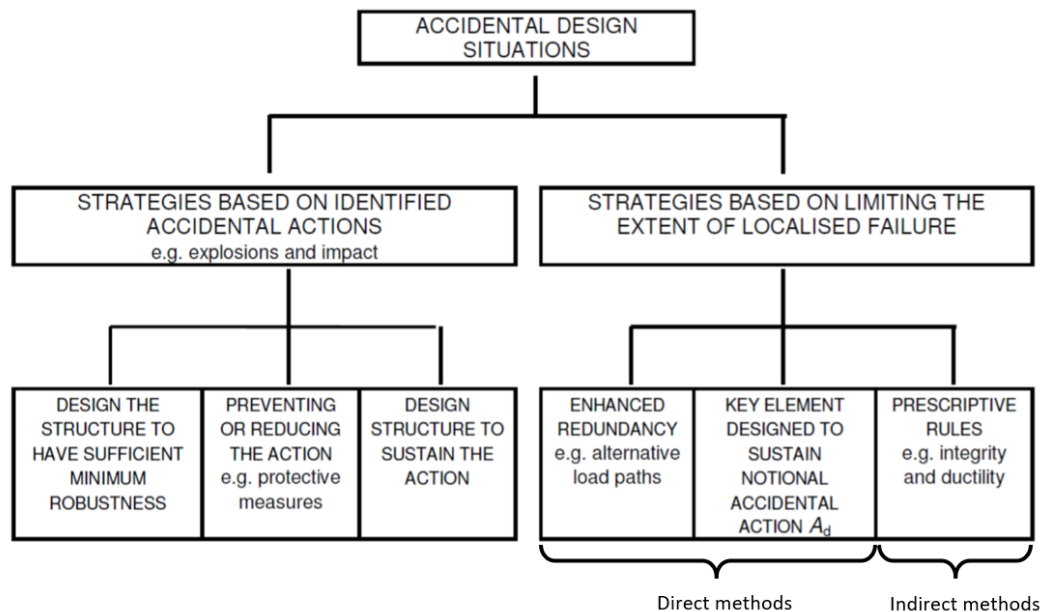 ACCIDENTAL DESIGN
SITUATIONS
STRATEGIES BASED ON IDENTIFIED
ACCIDENTAL ACTIONS
e.g. explosions and impact
STRATEGIES BASED ON LIMITING THE
EXTENT OF LOCALISED FAILURE
DESIGN THE
STRUCTURE TO
HAVE SUFFICIENT
MINIMUM
ROBUSTNESS
PREVENTING
OR REDUCING
THE ACTION
e.g. protective
measures
DESIGN
STRUCTURE TO
SUSTAIN THE
ACTION
ENHANCED
REDUNDANCY
e.g. alternative
load paths
KEY ELEMENT
DESIGNED TO
SUSTAIN
NOTIONAL
ACCIDENTAL
ACTION Ad
PRESCRIPTIVE
RULES
e.g. integrity
and ductility
Direct methods
Indirect methods